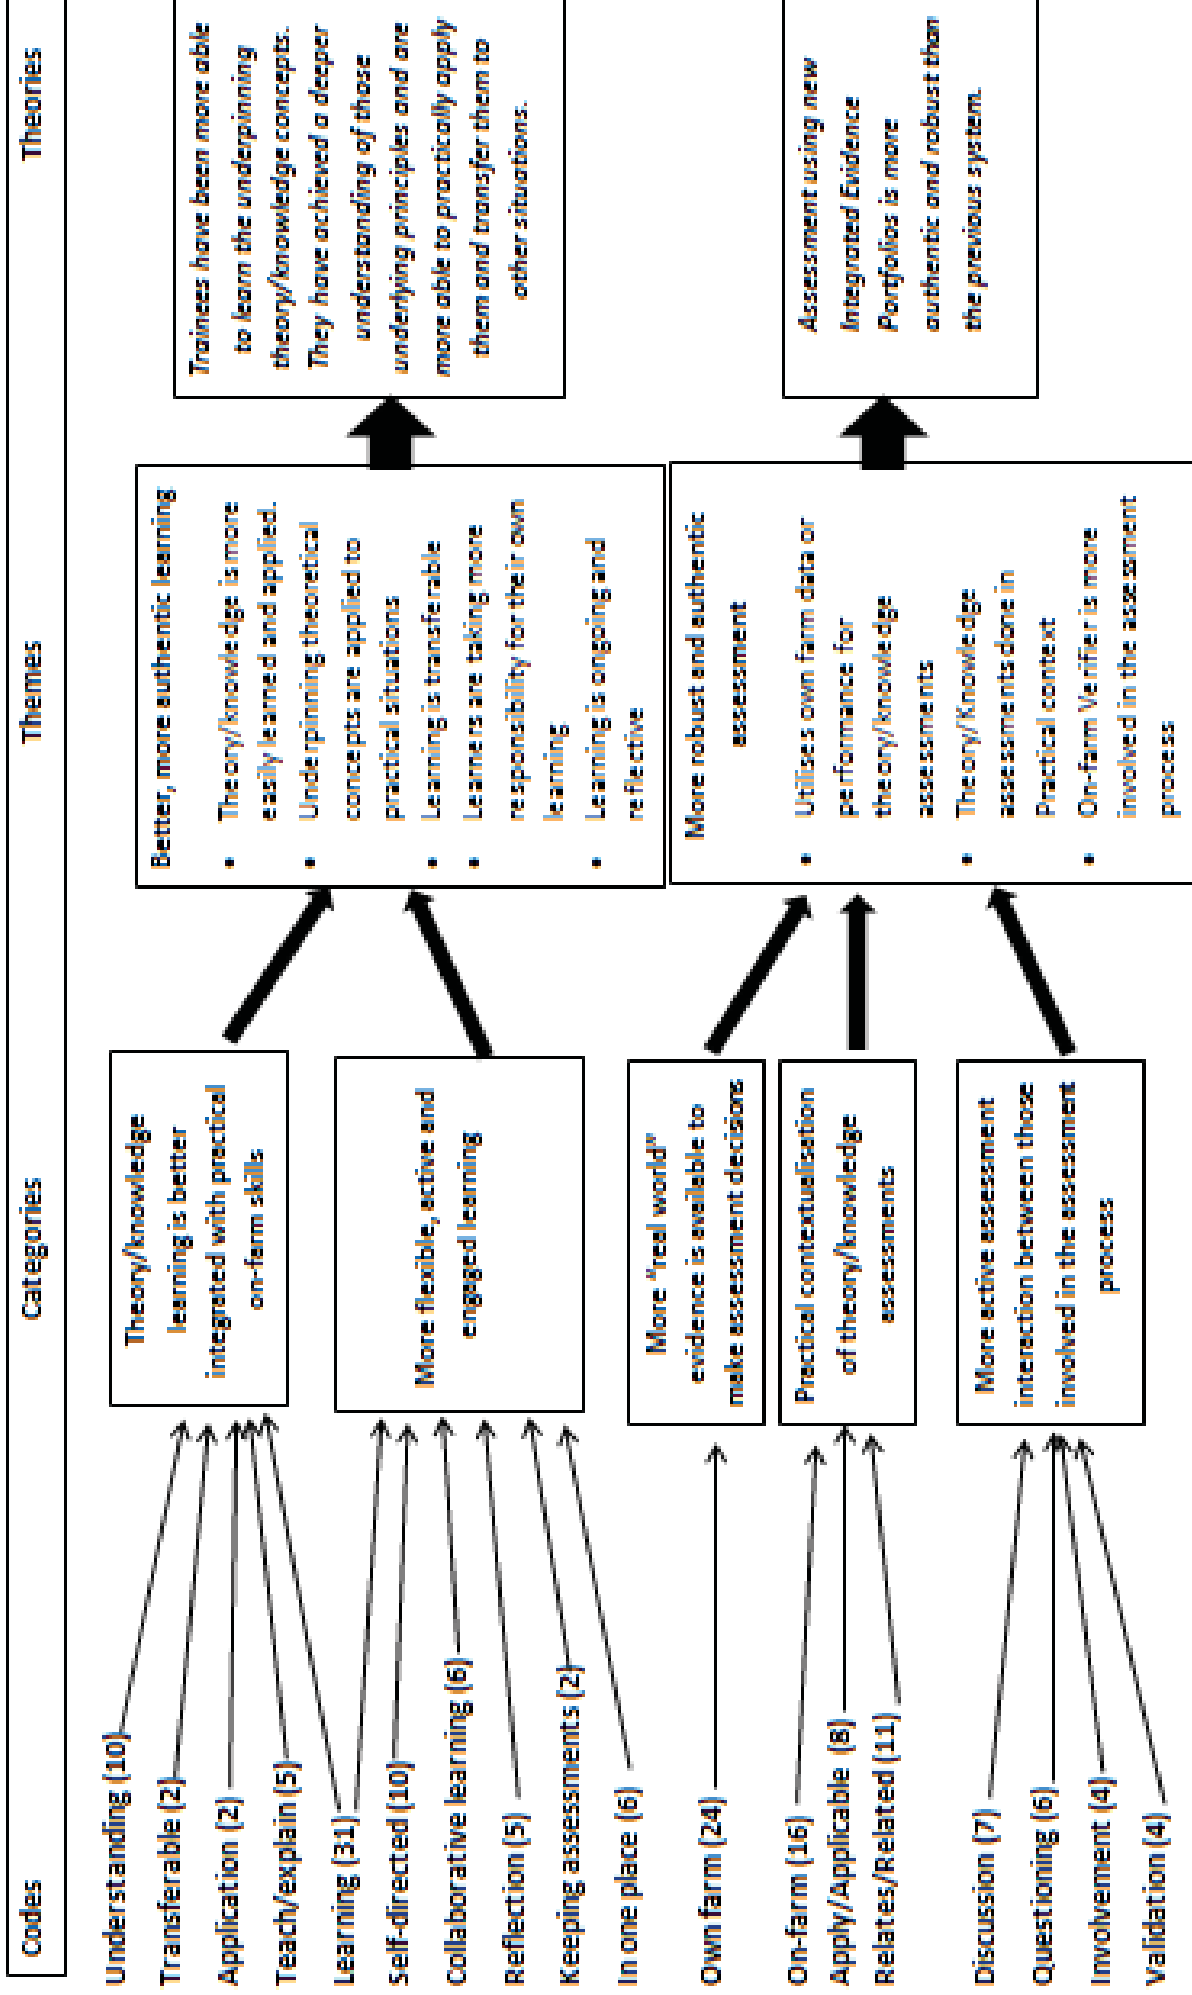 Codes
Categories
Themes
Theories
Understanding (10)
Transferable (2)
Application (2)
Teach/explain (5)
Learning (31)
Self-directed (10)
Collaborative learning (6)
Reflection (5)
Keeping assessments (2)
In one place (6)
Own farm (24)
On-farm (16)
Apply/Applicable (8)
Relates/Related (11)
Discussion (7)
Questioning (6)
Involvement (4)
Validation (4)
Theory/knowledge
learning is better
integrated with practical
on-farm skills
More flexible, active and
engaged learning
More “real world”
evidence is available to
make assessment decisions
Practical contextualisation
of theory/knowledge
assessments
More active assessment
interaction between those
involved in the assessment
process
Better, more authentic learning
• Theory/knowledge is more
easily learned and applied.
• Underpinning theoretical
concepts are applied to
practical situations
• Learning is transferable
• Learners are taking more
responsibility for their own
learning
• Learning is ongoing and
reflective
More robust and authentic
assessment
• Utilises own farm data or
performance for
theory/knowledge
assessments
• Theory/Knowledge
assessments done in
Practical context
• On-farm Verifier is more
involved in the assessment
process
Trainees have been more able
to learn the underpinning
theory/knowledge concepts.
They have achieved a deeper
understanding of those
underlying principles and are
more able to practically apply
them and transfer them to
other situations.
Assessment using new
Integrated Evidence
Portfolios is more
authentic and robust than
the previous system.